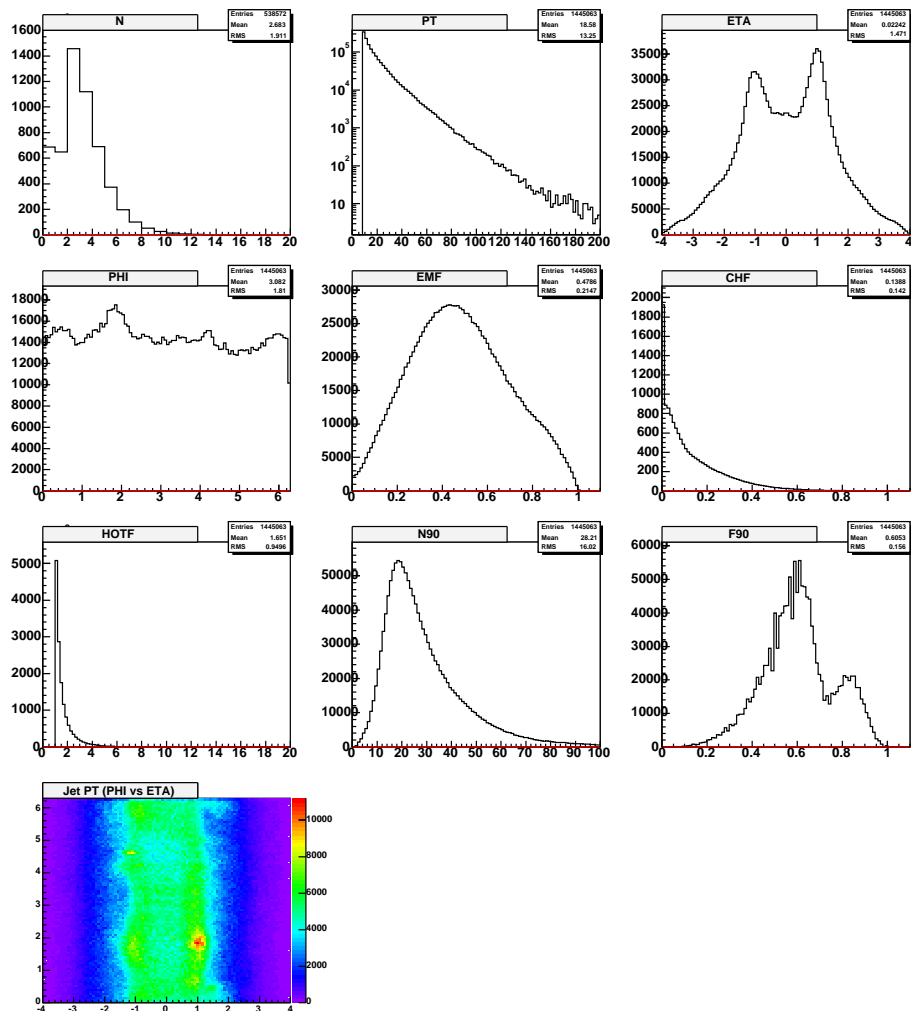 N
Entries 538572
Mean 2.683
RMS 1.911
1600
1400
1200
1000
800
600
400
200
0
0 2 4 6 8 10 12 14 16 18 20
PT
Entries 1445063
Mean 18.58
RMS 13.25
10^5
10^4
10^3
10^2
10
0 20 40 60 80 100 120 140 160 180 200
ETA
Entries 1445063
Mean 0.02242
RMS 1.471
35000
30000
25000
20000
15000
10000
5000
0
-4 -3 -2 -1 0 1 2 3 4
PHI
Entries 1445063
Mean 3.082
RMS 1.81
18000
16000
14000
12000
10000
8000
6000
4000
2000
0
0 1 2 3 4 5 6
EMF
Entries 1445063
Mean 0.4786
RMS 0.2147
30000
25000
20000
15000
10000
5000
0
0 0.2 0.4 0.6 0.8 1
CHF
Entries 1445063
Mean 0.1388
RMS 0.142
2000
1800
1600
1400
1200
1000
800
600
400
200
0
0 0.2 0.4 0.6 0.8 1
HOTF
Entries 1445063
Mean 1.651
RMS 0.9496
5000
4000
3000
2000
1000
0
0 2 4 6 8 10 12 14 16 18 20
N90
Entries 1445063
Mean 28.21
RMS 16.02
50000
40000
30000
20000
10000
0
0 10 20 30 40 50 60 70 80 90 100
F90
Entries 1445063
Mean 0.6053
RMS 0.156
60000
50000
40000
30000
20000
10000
0
0 0.2 0.4 0.6 0.8 1
Jet PT (PHI vs ETA)
6
5
4
3
2
1
0
-4 -3 -2 -1 0 1 2 3 4
10000
8000
6000
4000
2000
0